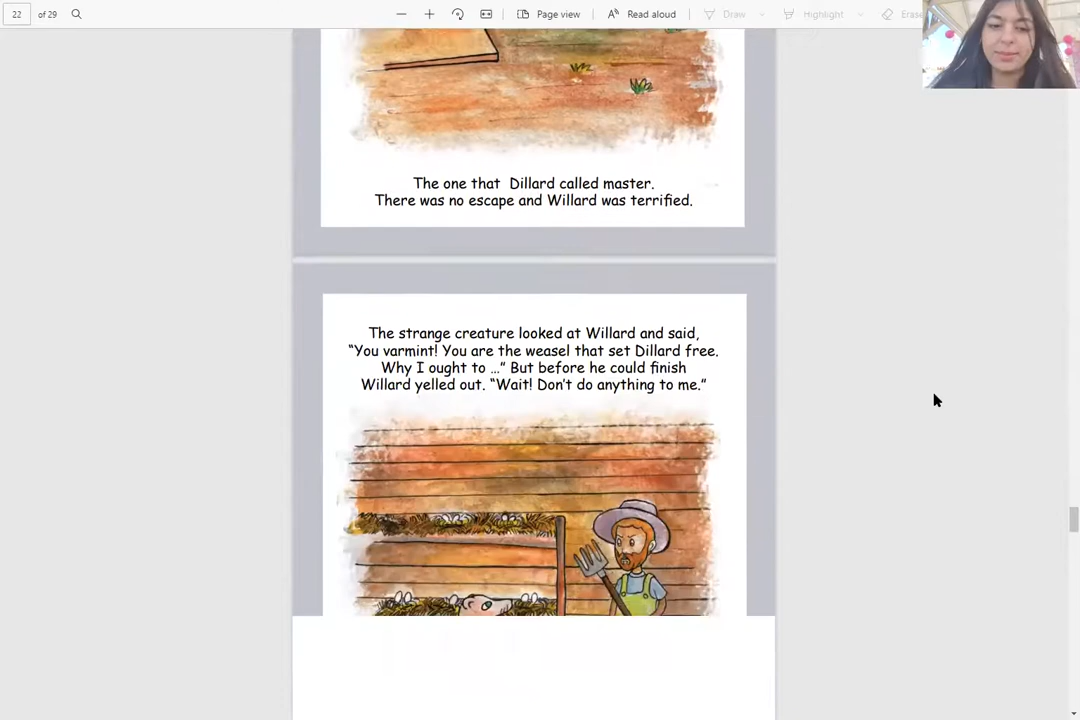 22 of 29 Page view Read aloud Draw Highlight Erase
The one that Dillard called master.
There was no escape and Willard was terrified.
The strange creature looked at Willard and said,
“You varmint! You are the weasel that set Dillard free.
Why I ought to ...” But before he could finish
Willard yelled out. “Wait! Don’t do anything to me.”